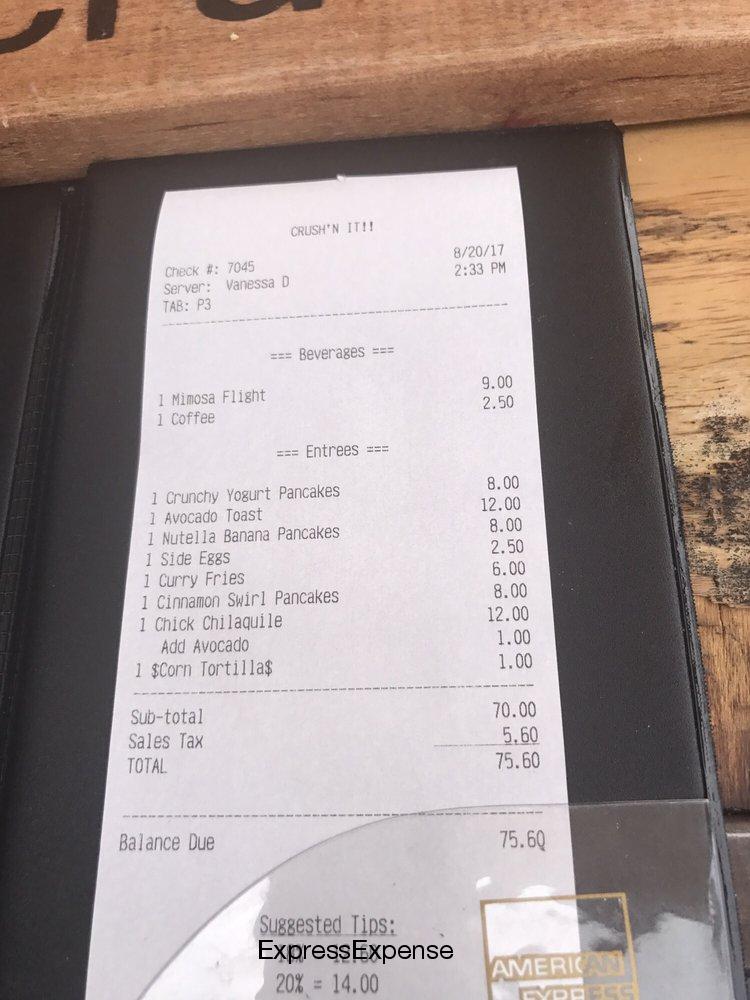 CRUSH'N IT!!
8/20/17
Check #: 7045 2:33 PM
Server: Vanessa D
TAB: P3
=== Beverages ===
1 Mimosa Flight 9.00
1 Coffee 2.50
=== Entrees ===
1 Crunchy Yogurt Pancakes 8.00
1 Avocado Toast 12.00
1 Nutella Banana Pancakes 8.00
1 Side Eggs 2.50
1 Curry Fries 6.00
1 Cinnamon Swirl Pancakes 8.00
1 Chick Chilaquile 12.00
Add Avocado 1.00
1 $Corn Tortilla$ 1.00
Sub-total 70.00
Sales Tax 5.60
TOTAL 75.60
Balance Due 75.60
Suggested Tips:
ExpressExpense
20% = 14.00
AMERICAN
EXPRESS